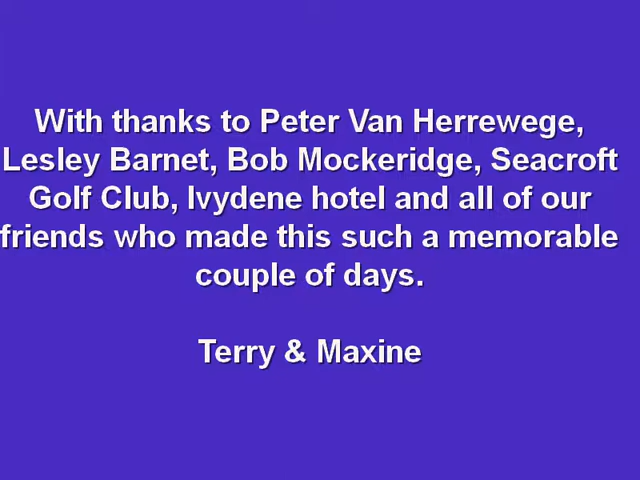 With thanks to Peter Van Herrewege,
Lesley Barnet, Bob Mockeridge, Seacroft
Golf Club, Ivydene hotel and all of our
friends who made this such a memorable
couple of days.
Terry & Maxine